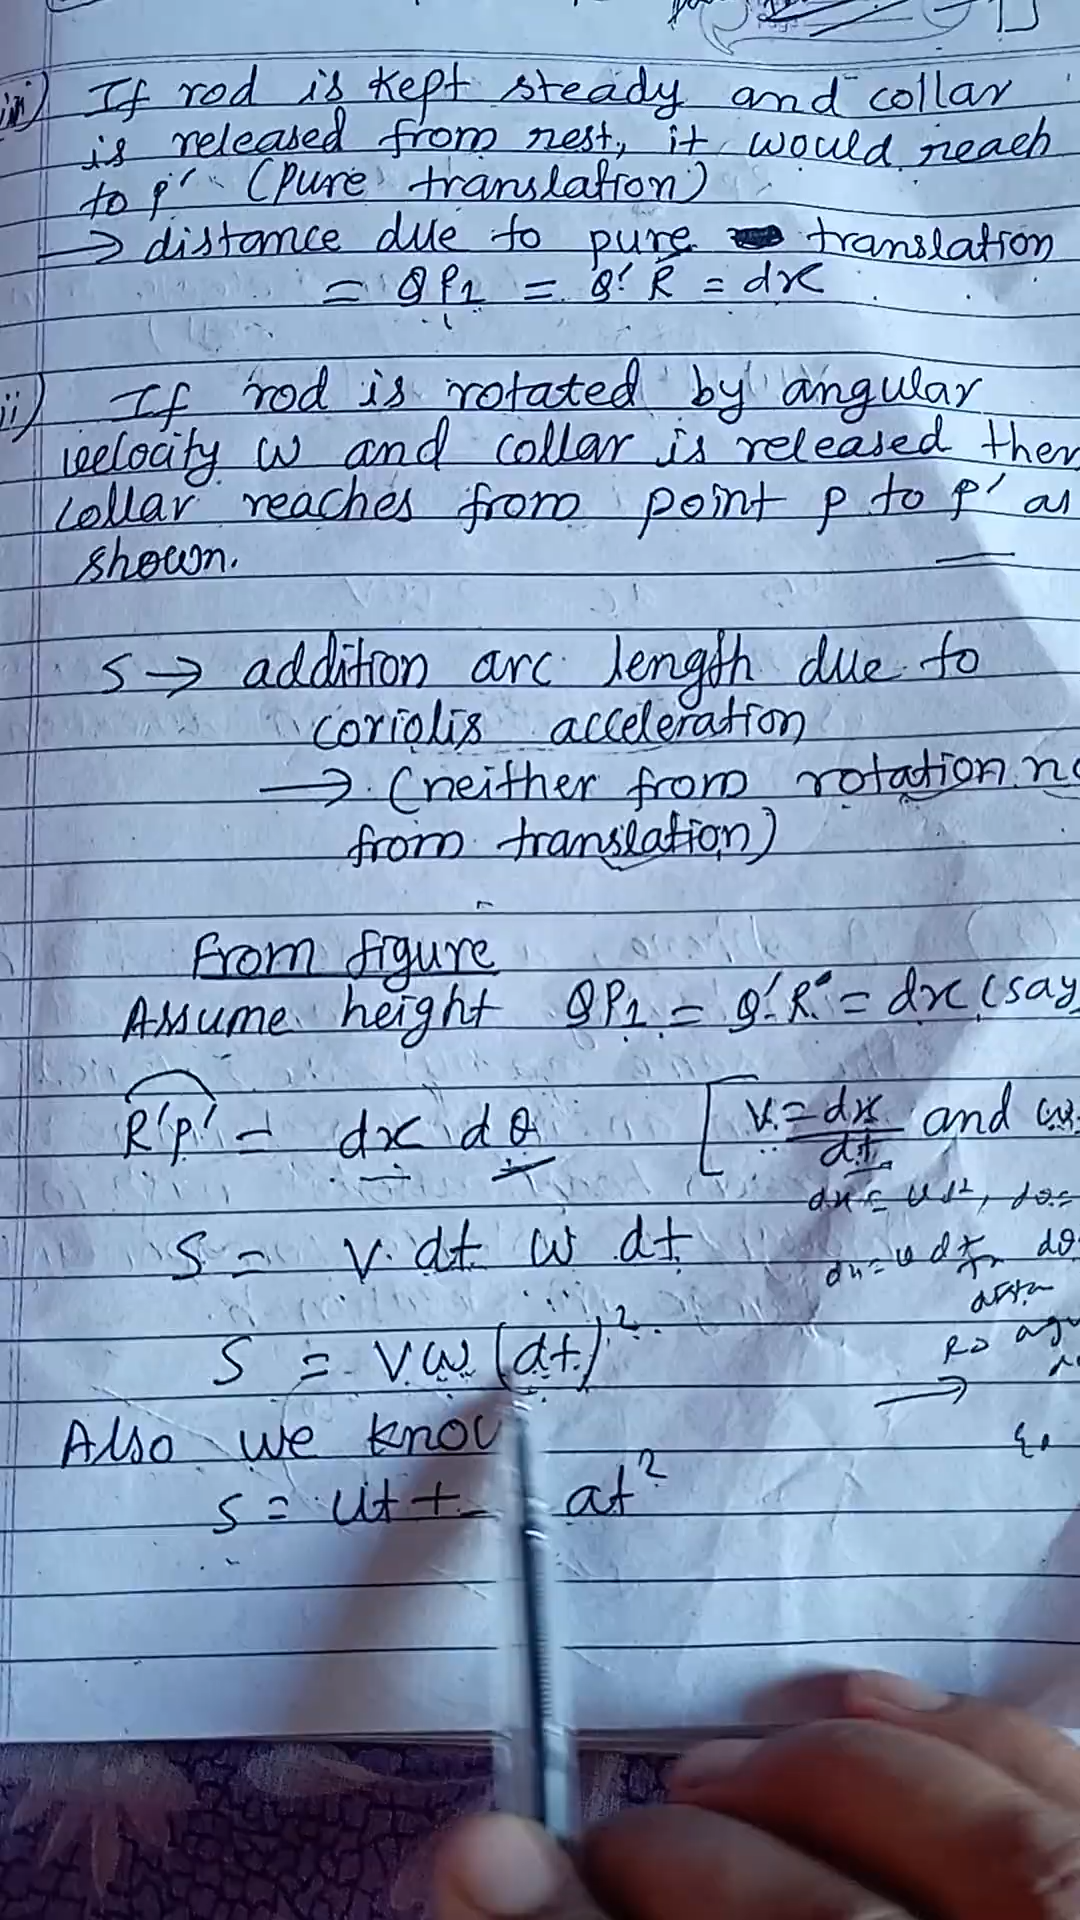 If rod is kept steady and collar
is released from rest, it would reach
to p' (pure translation)
→ distance due to pure translation
= QP1 = Q'R = dx
ii) If rod is rotated by angular
velocity ω and collar is released then
collar reaches from point p to p' as
shown.
S → addition arc length due to
coriolis acceleration
→ (neither from rotation
from translation)
From figure
Assume height QP1 = Q'R' = dx (say
R'p' = dx dθ [v = dx/dt and ω
S = v.dt ω dt
S = vω(dt)²
Also we know
S = ut + at²